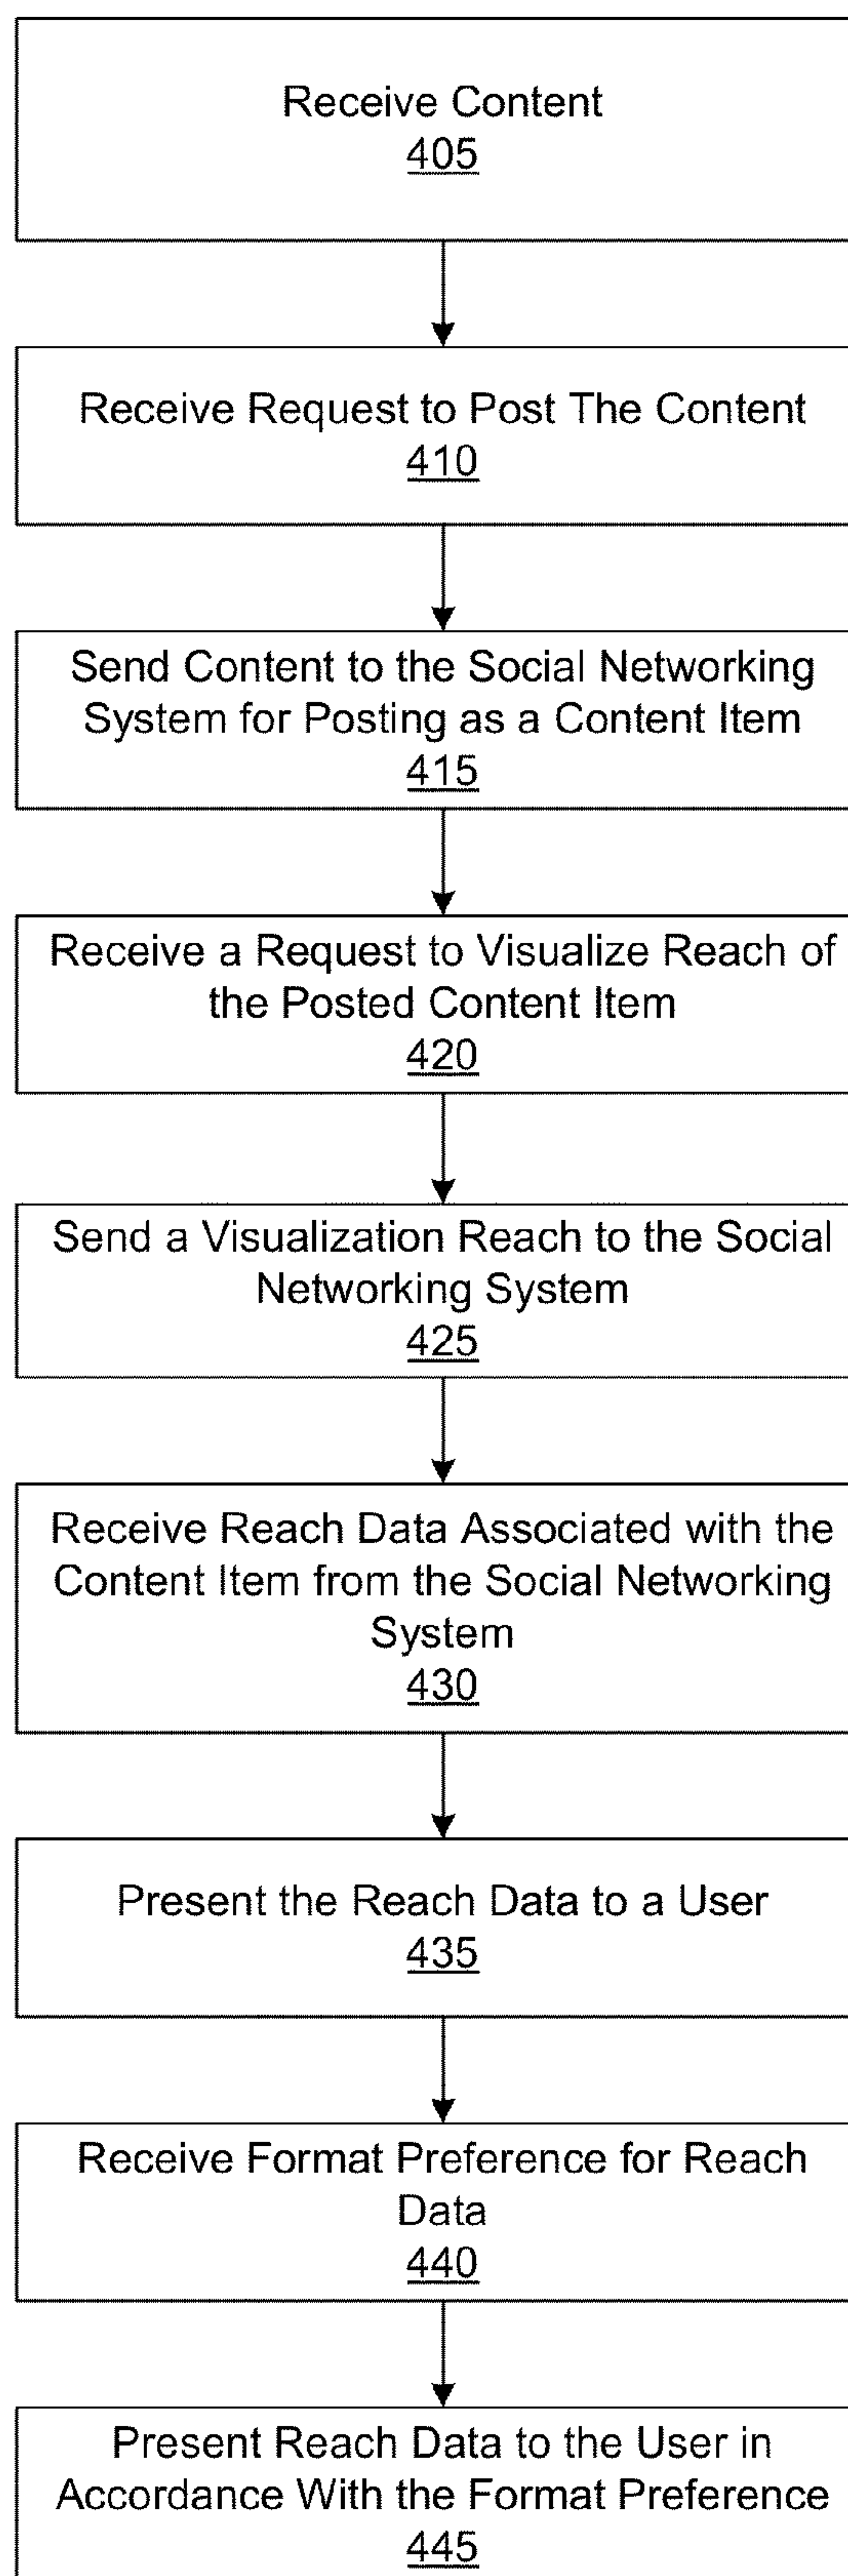 Receive Content
405
Receive Request to Post The Content
410
Send Content to the Social Networking
System for Posting as a Content Item
415
Receive a Request to Visualize Reach of
the Posted Content Item
420
Send a Visualization Reach to the Social
Networking System
425
Receive Reach Data Associated with the
Content Item from the Social Networking
System
430
Present the Reach Data to a User
435
Receive Format Preference for Reach
Data
440
Present Reach Data to the User in
Accordance With the Format Preference
445